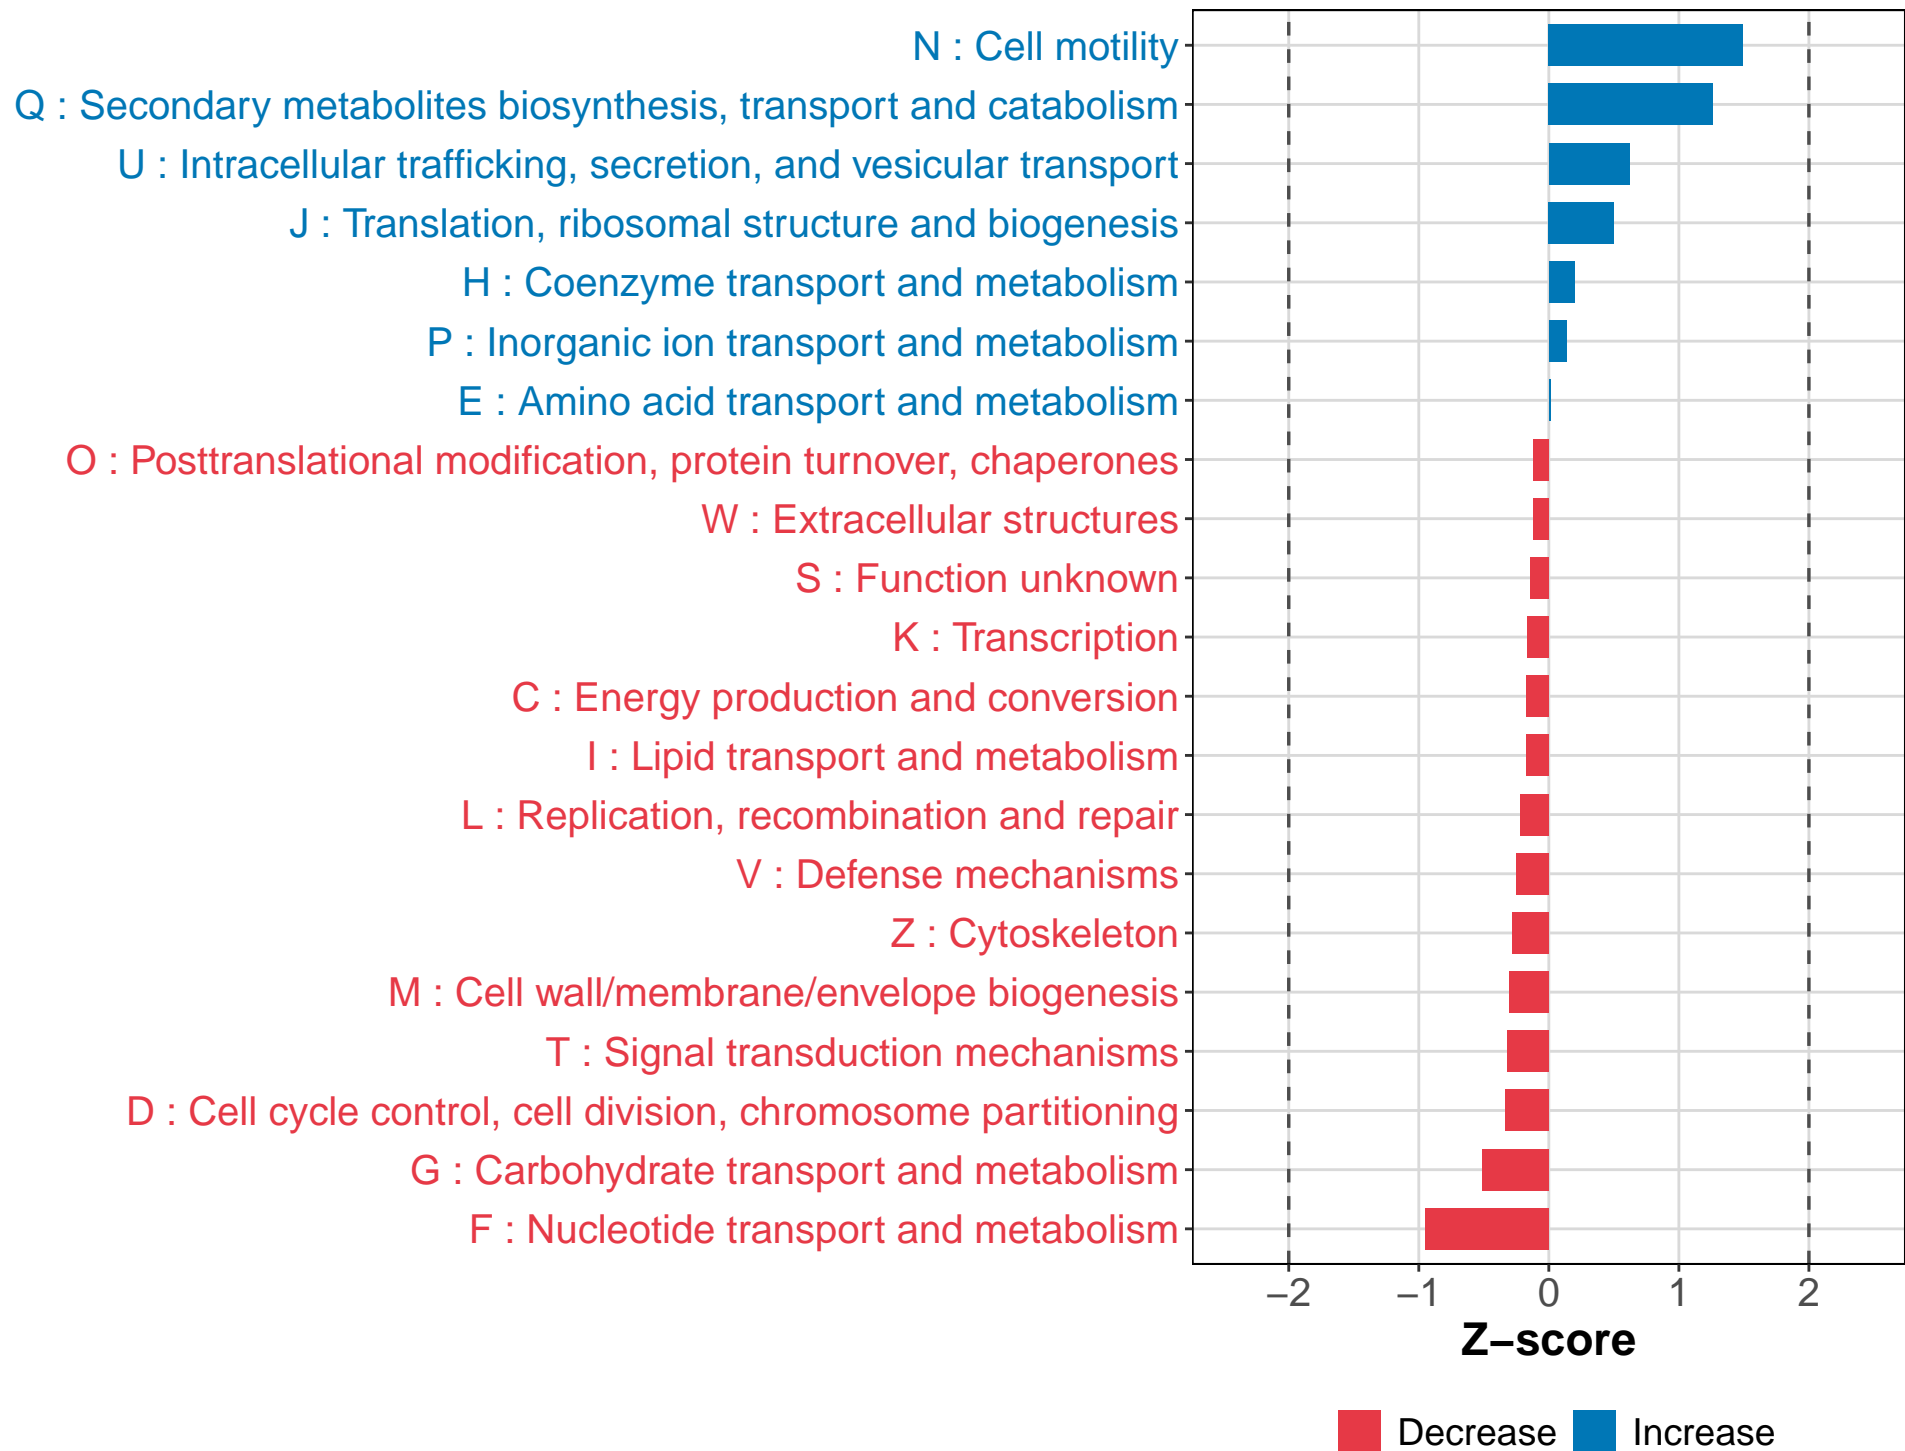 N : Cell motility
Q : Secondary metabolites biosynthesis, transport and catabolism
U : Intracellular trafficking, secretion, and vesicular transport
J : Translation, ribosomal structure and biogenesis
H : Coenzyme transport and metabolism
P : Inorganic ion transport and metabolism
E : Amino acid transport and metabolism
O : Posttranslational modification, protein turnover, chaperones
W : Extracellular structures
S : Function unknown
K : Transcription
C : Energy production and conversion
I : Lipid transport and metabolism
L : Replication, recombination and repair
V : Defense mechanisms
Z : Cytoskeleton
M : Cell wall/membrane/envelope biogenesis
T : Signal transduction mechanisms
D : Cell cycle control, cell division, chromosome partitioning
G : Carbohydrate transport and metabolism
F : Nucleotide transport and metabolism
−2 −1 0 1 2
Z−score
Decrease Increase